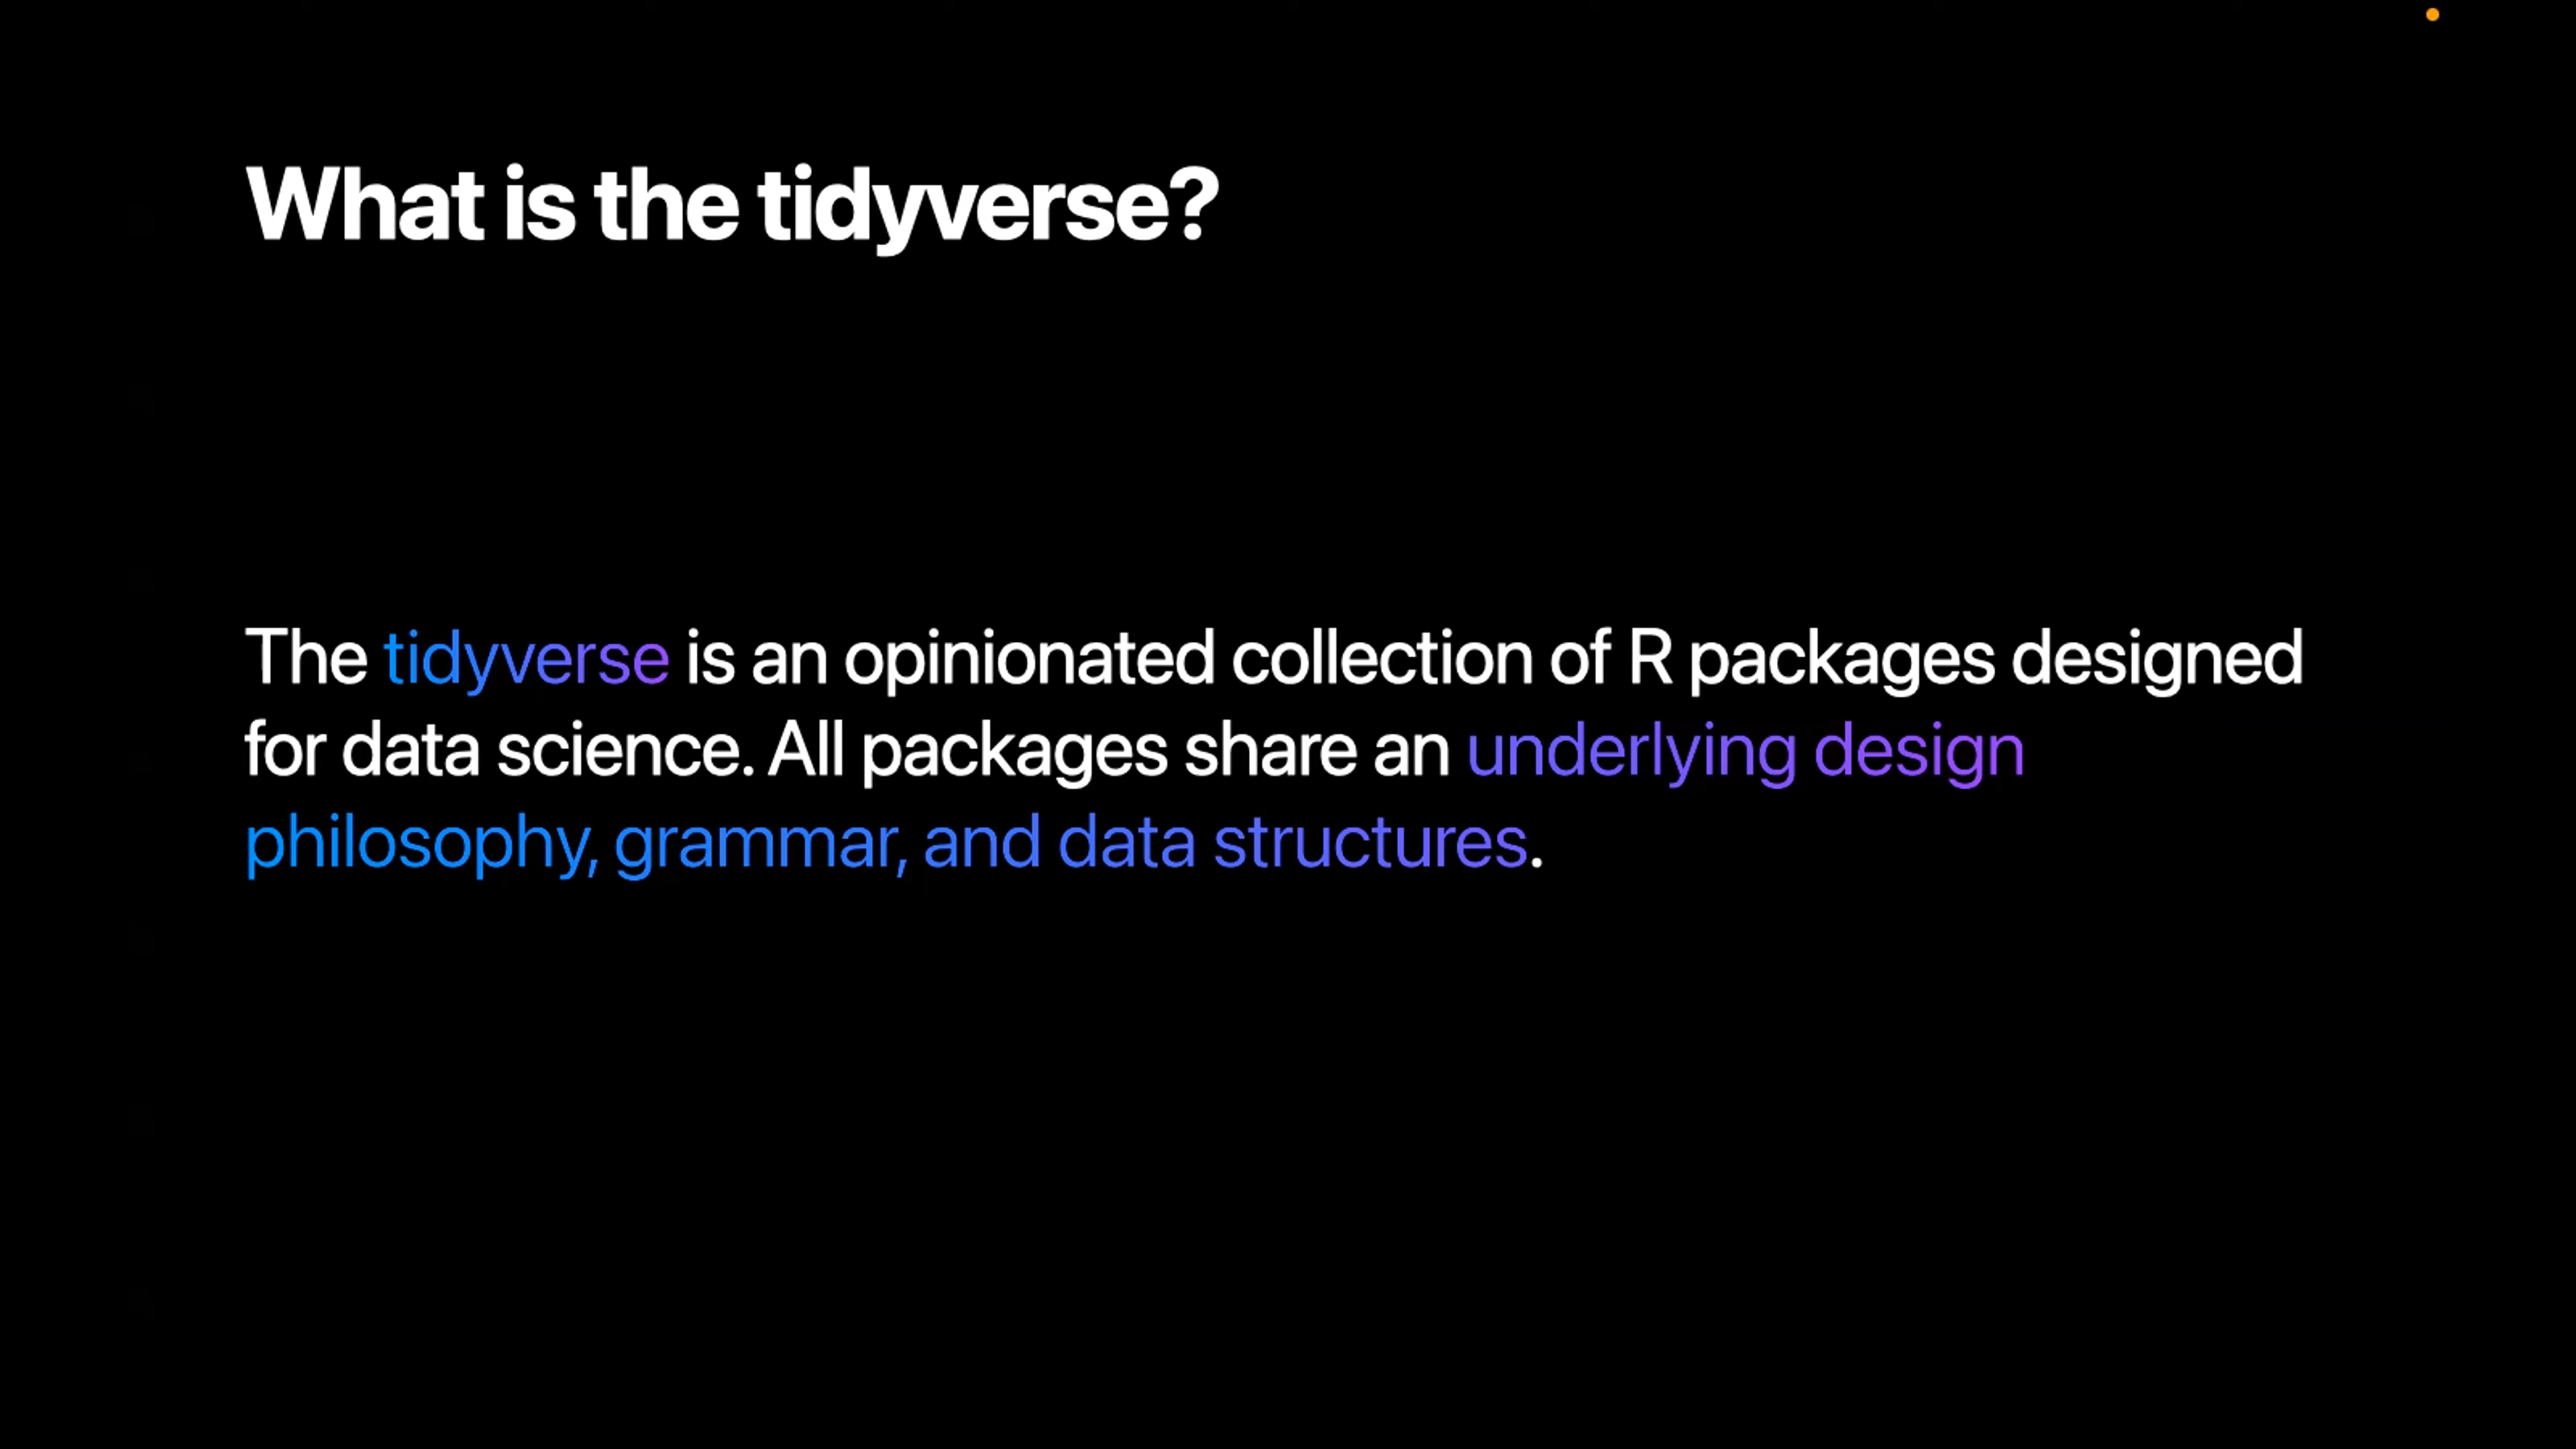 What is the tidyverse?
The tidyverse is an opinionated collection of R packages designed
for data science. All packages share an underlying design
philosophy, grammar, and data structures.